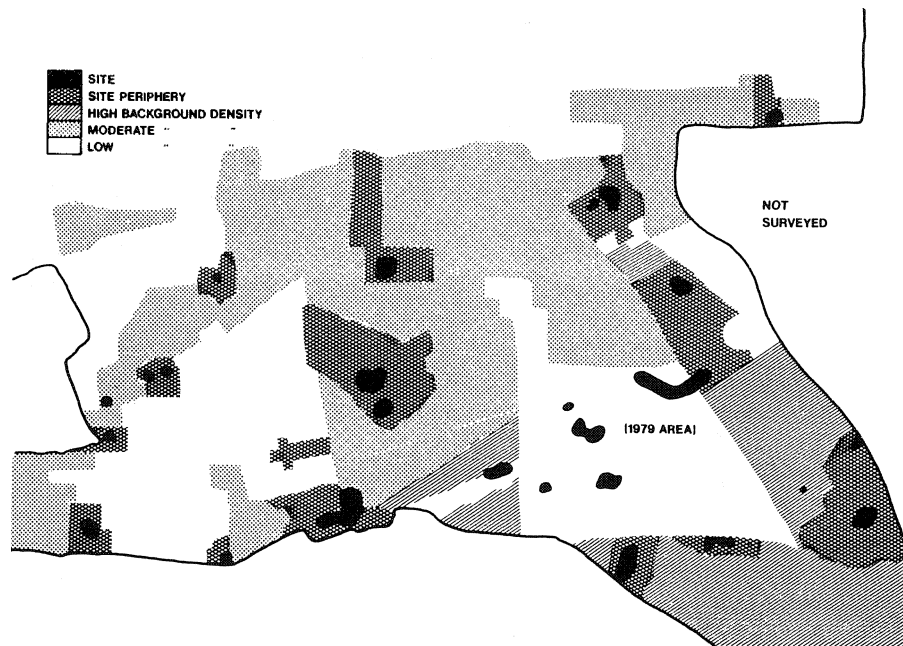 SITE
SITE PERIPHERY
HIGH BACKGROUND DENSITY
MODERATE " "
LOW " "
NOT
SURVEYED
(1979 AREA)